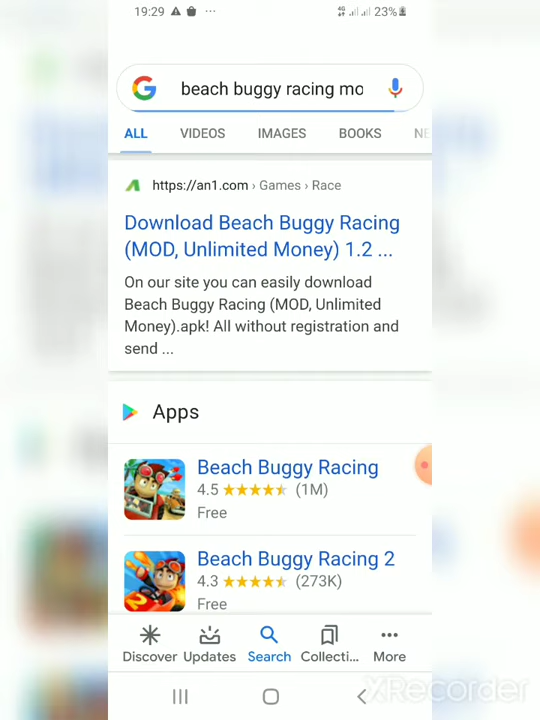 19:29
4G 23%
beach buggy racing mo
ALL VIDEOS IMAGES BOOKS NE
https://an1.com › Games › Race
Download Beach Buggy Racing
(MOD, Unlimited Money) 1.2 ...
On our site you can easily download
Beach Buggy Racing (MOD, Unlimited
Money).apk! All without registration and
send ...
Apps
Beach Buggy Racing
4.5 ★★★★★ (1M)
Free
Beach Buggy Racing 2
4.3 ★★★★★ (273K)
Free
Discover Updates Search Collecti... More
XRecorder